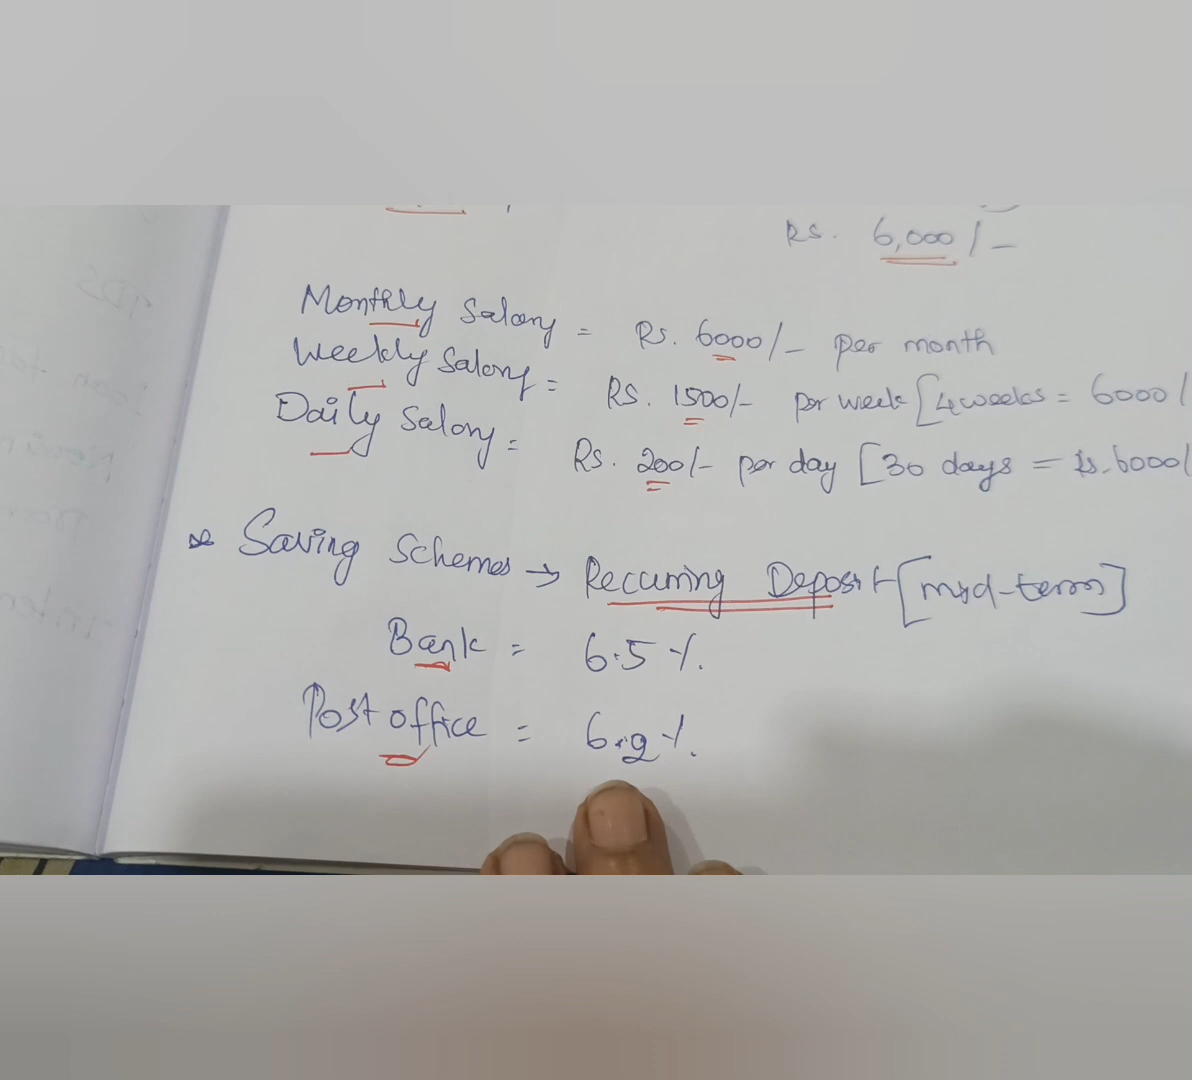 RS. 6,000/-
Monthly Salary = Rs. 6000/- per month
Weekly Salary = RS. 1500/- per week [4 weeks = 6000/
Daily Salary = Rs. 200/- per day [30 days = Rs. 6000/
Saving Schemes → Recurring Deposit [mid-term]
Bank = 6.5%.
Post office = 6.2%.
TDS